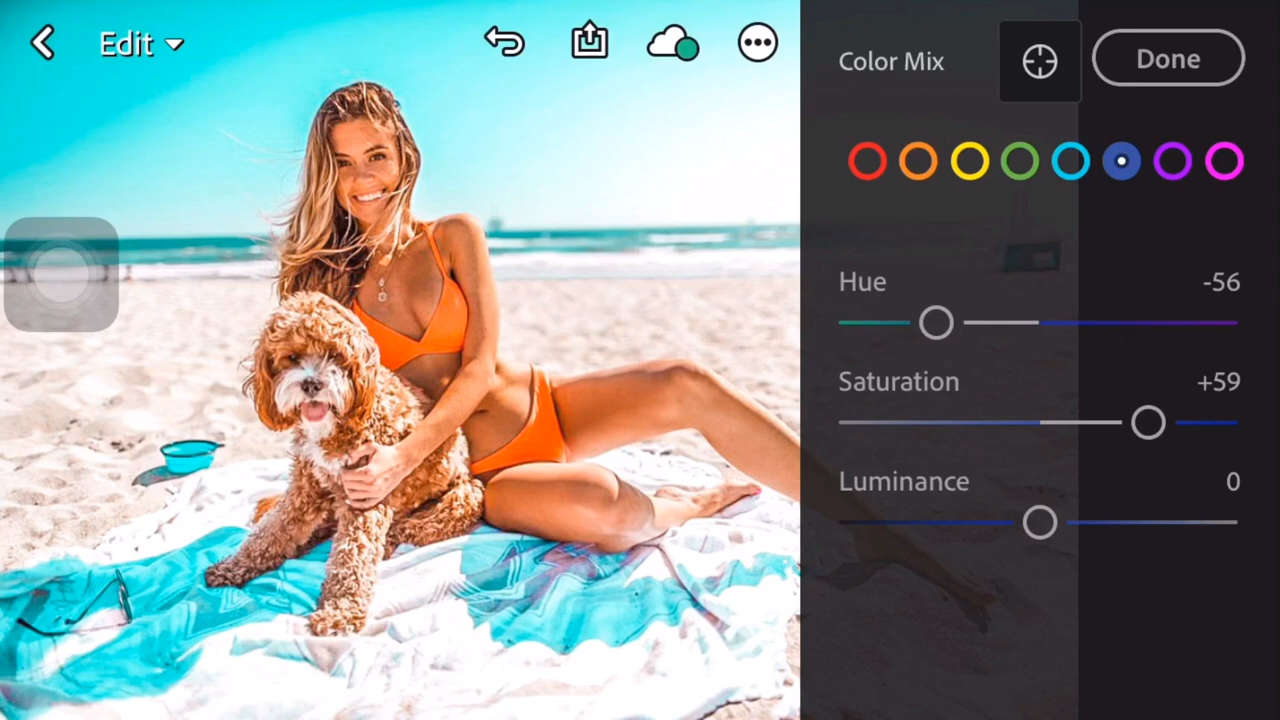 Edit
Color Mix
Done
Hue -56
Saturation +59
Luminance 0